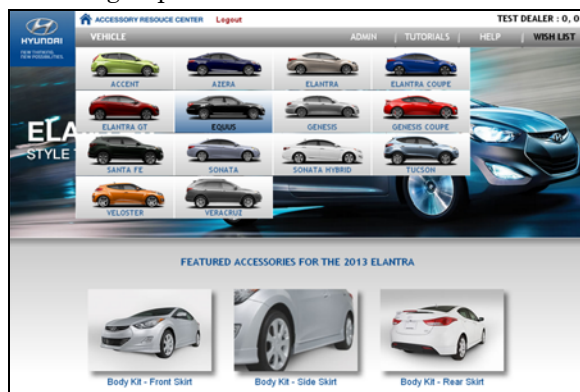 ACCESSORY RESOUCE CENTER Logout TEST DEALER : 0, 0
HYUNDAI
NEW THINKING.
NEW POSSIBILITIES.
VEHICLE ADMIN | TUTORIALS | HELP | WISH LIST
ACCENT AZERA ELANTRA ELANTRA COUPE
ELANTRA GT EQUUS GENESIS GENESIS COUPE
ELA
STYLE
SANTA FE SONATA SONATA HYBRID TUCSON
VELOSTER VERACRUZ
FEATURED ACCESSORIES FOR THE 2013 ELANTRA
Body Kit - Front Skirt Body Kit - Side Skirt Body Kit - Rear Skirt